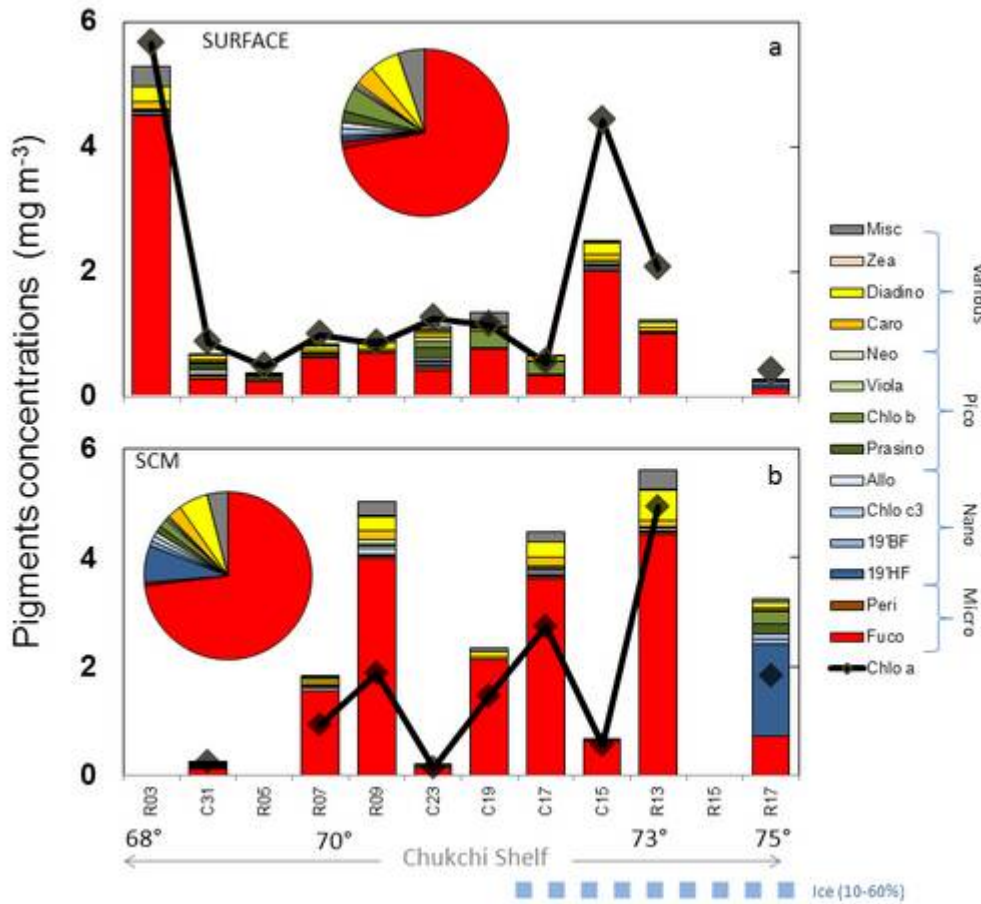 6
SURFACE
a
4
2
0
Pigments concentrations (mg m⁻³)
6
SCM
b
4
2
0
R03
C31
R05
R07
R09
C23
C19
C17
C15
R13
R15
R17
68°
70°
73°
75°
Chukchi Shelf
Ice (10-60%)
Misc
Zea
Diadino
Caro
Neo
Viola
Chlo b
Prasino
Allo
Chlo c3
19'BF
19'HF
Peri
Fuco
Chlo a
Various
Pico
Nano
Micro